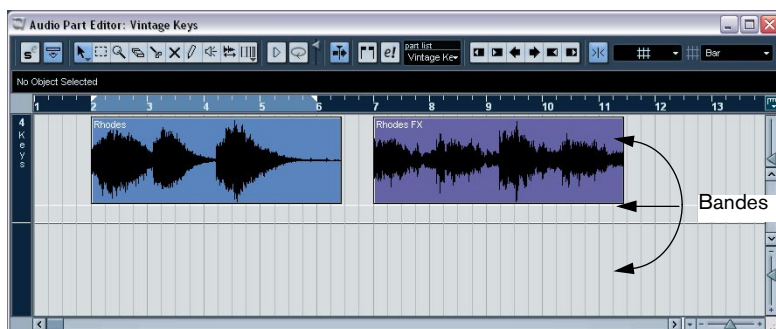 Audio Part Editor: Vintage Keys
part list
Vintage Ke
Bar
No Object Selected
1 2 3 4 5 6 7 8 9 10 11 12 13
4
Keys
Rhodes
Rhodes FX
Bandes